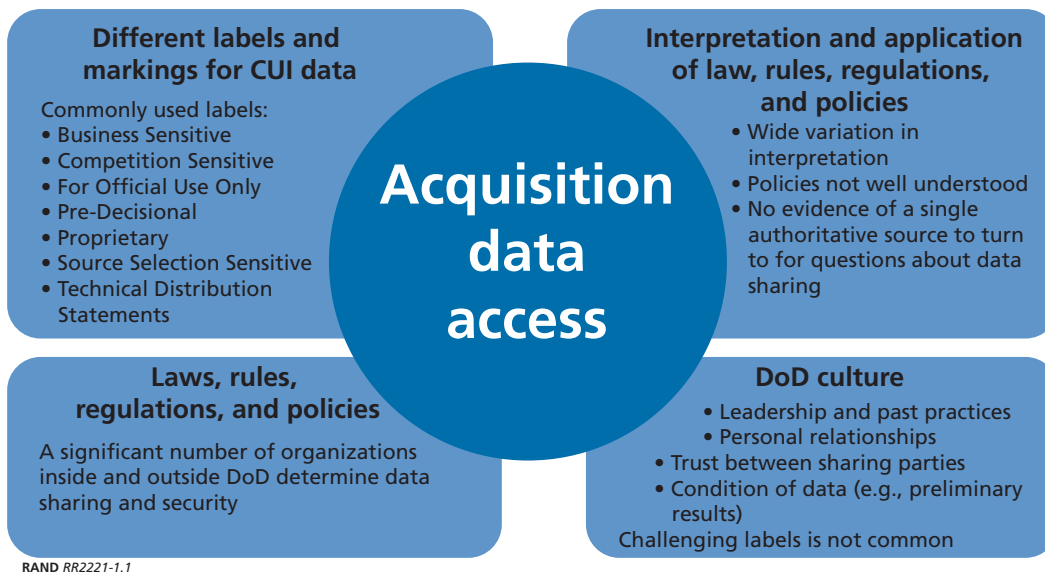 Different labels and
markings for CUI data
Commonly used labels:
• Business Sensitive
• Competition Sensitive
• For Official Use Only
• Pre-Decisional
• Proprietary
• Source Selection Sensitive
• Technical Distribution
Statements
Interpretation and application
of law, rules, regulations,
and policies
• Wide variation in
interpretation
• Policies not well understood
• No evidence of a single
authoritative source to turn
to for questions about data
sharing
Acquisition
data
access
Laws, rules,
regulations, and policies
A significant number of organizations
inside and outside DoD determine data
sharing and security
DoD culture
• Leadership and past practices
• Personal relationships
• Trust between sharing parties
• Condition of data (e.g., preliminary
results)
Challenging labels is not common
RAND RR2221-1.1